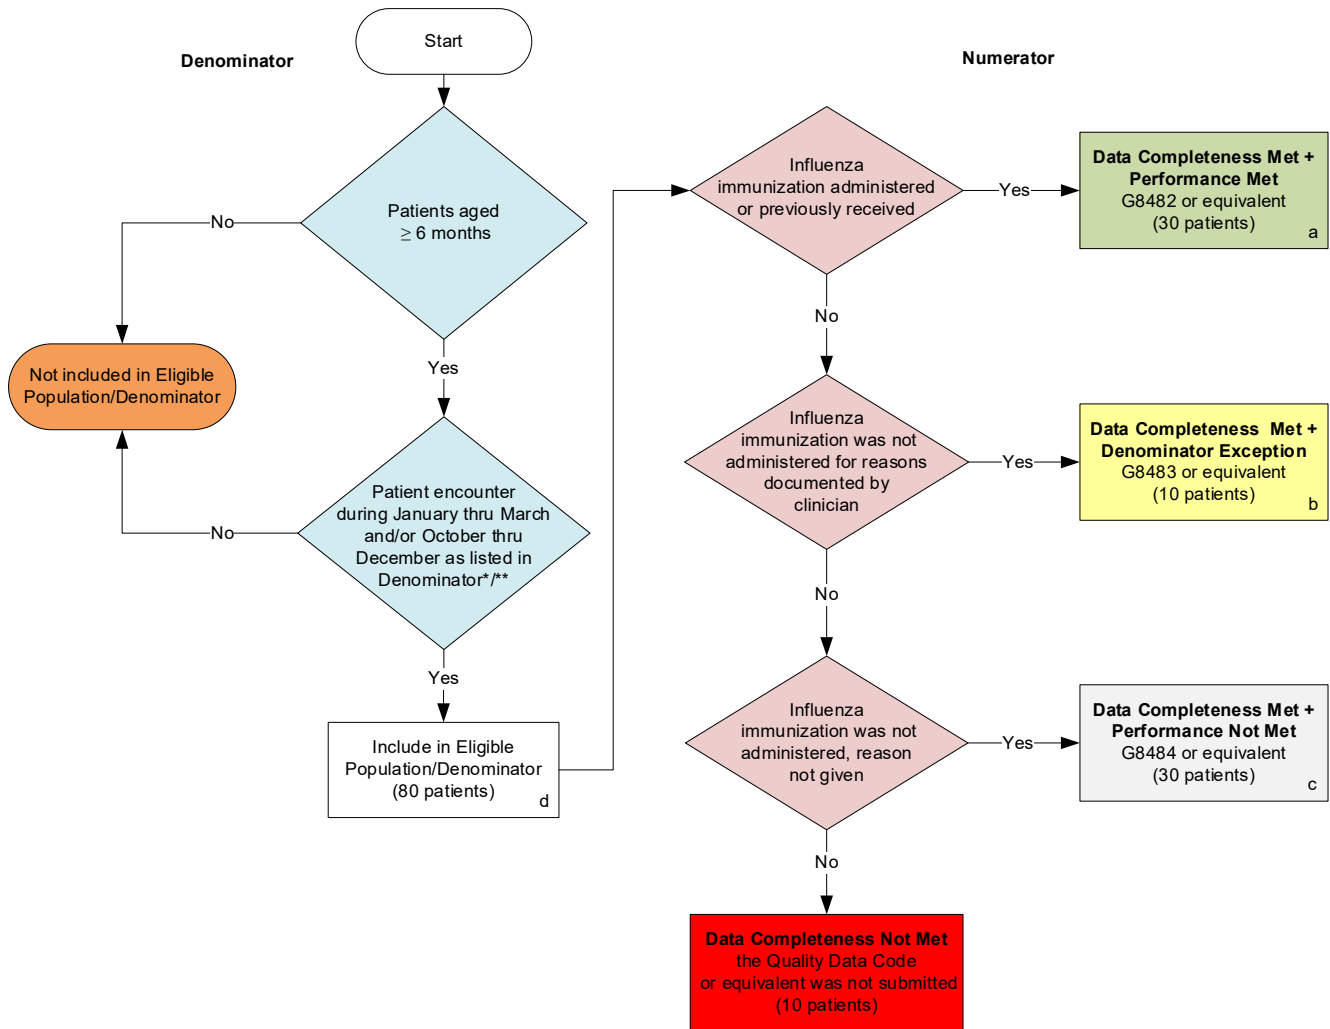 Start
Denominator
Patients aged
≥ 6 months
No
Yes
Not included in Eligible
Population/Denominator
Patient encounter
during January thru March
and/or October thru
December as listed in
Denominator*/**
No
Yes
Include in Eligible
Population/Denominator
(80 patients)
d
Numerator
Influenza
immunization administered
or previously received
Yes
Data Completeness Met +
Performance Met
G8482 or equivalent
(30 patients)
a
No
Influenza
immunization was not
administered for reasons
documented by
clinician
Yes
Data Completeness Met +
Denominator Exception
G8483 or equivalent
(10 patients)
b
No
Influenza
immunization was not
administered, reason
not given
Yes
Data Completeness Met +
Performance Not Met
G8484 or equivalent
(30 patients)
c
No
Data Completeness Not Met
the Quality Data Code
or equivalent was not submitted
(10 patients)